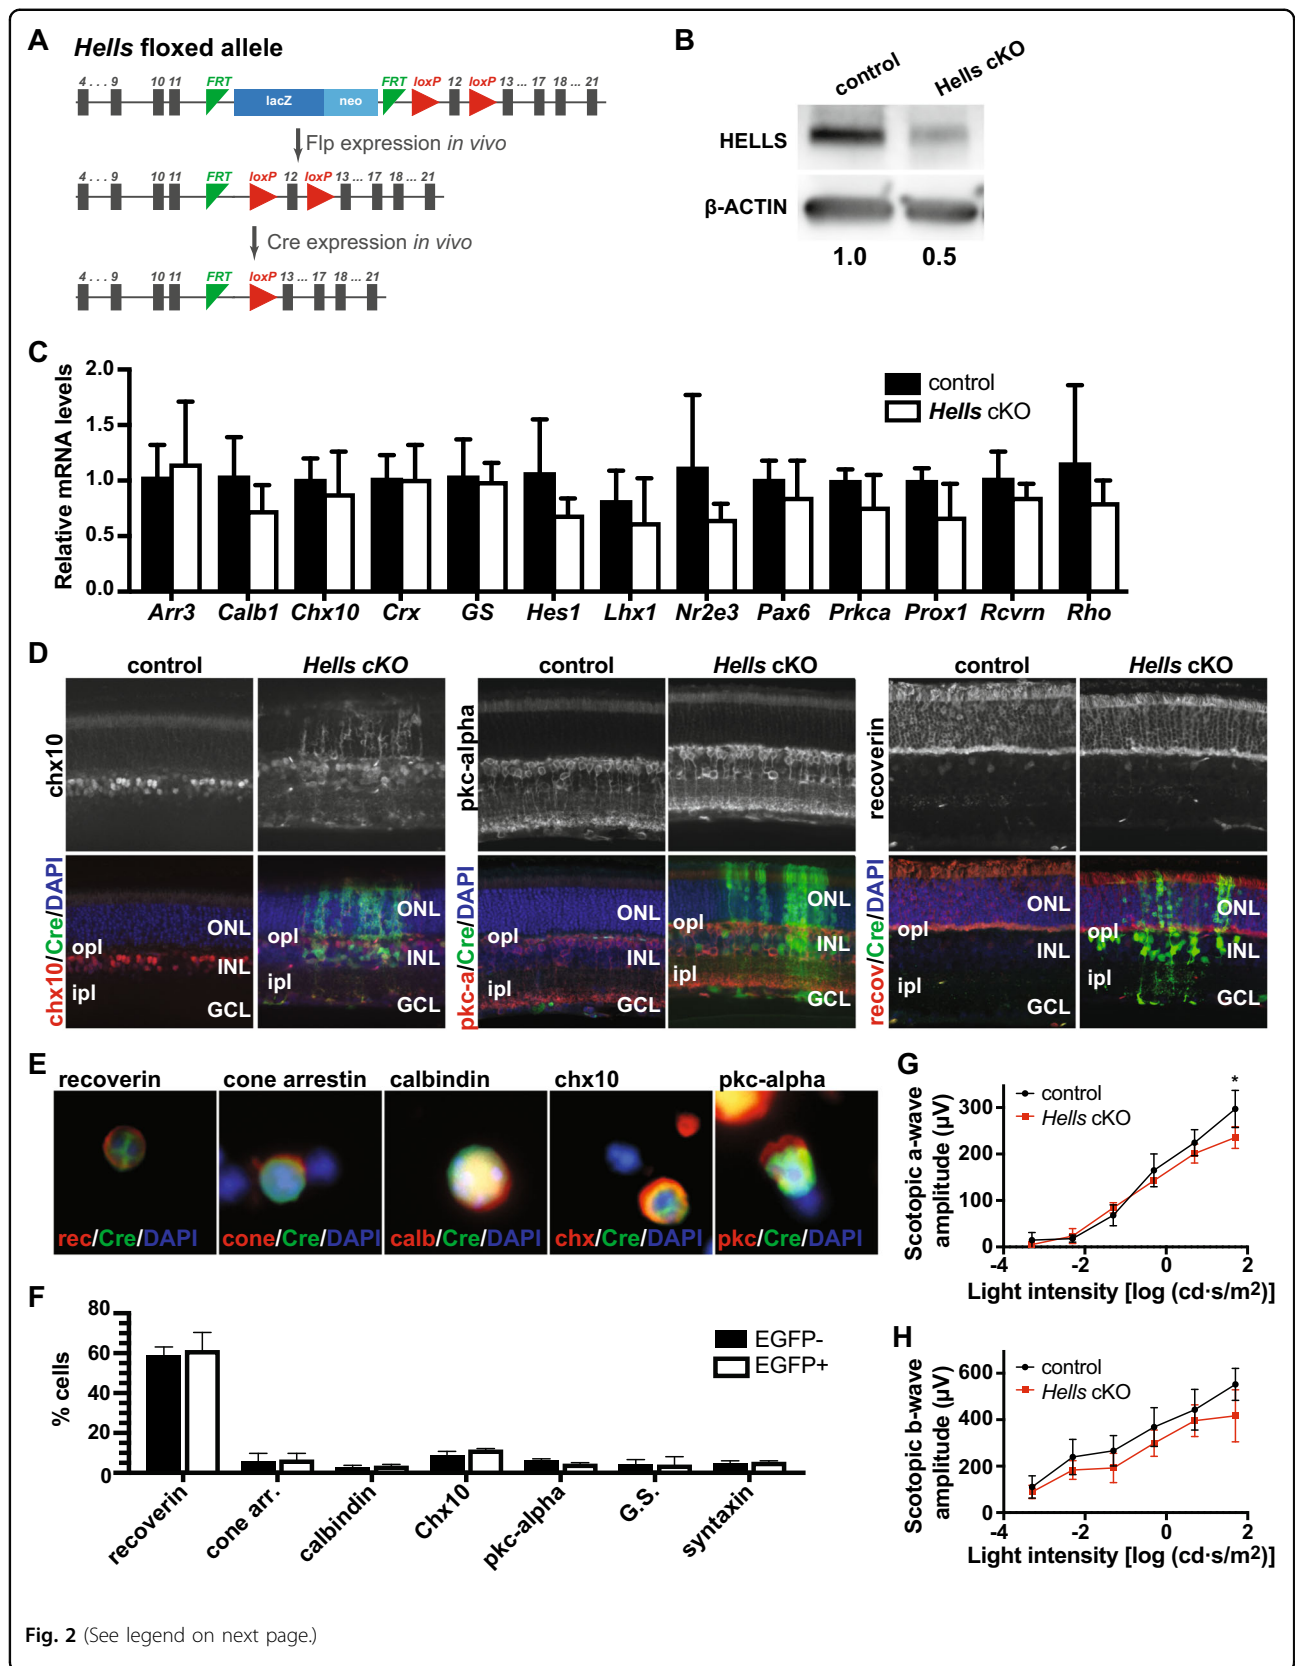 A
Hells floxed allele
4 . . . 9 10 11 FRT lacZ neo FRT loxP 12 loxP 13 ... 17 18 ... 21
Flp expression in vivo
4 . . . 9 10 11 FRT loxP 12 loxP 13 ... 17 18 ... 21
Cre expression in vivo
4 . . . 9 10 11 FRT loxP 13 ... 17 18 ... 21
B
control Hells cKO
HELLS
β-ACTIN
1.0 0.5
C
Relative mRNA levels
2.0
1.5
1.0
0.5
0.0
control
Hells cKO
Arr3 Calb1 Chx10 Crx GS Hes1 Lhx1 Nr2e3 Pax6 Prkca Prox1 Rcvrn Rho
D
control Hells cKO control Hells cKO control Hells cKO
chx10
pkc-alpha
recoverin
chx10/Cre/DAPI
opl
ipl
ONL
INL
GCL
opl
ipl
ONL
INL
GCL
pkc-a/Cre/DAPI
opl
ipl
ONL
INL
GCL
opl
ipl
ONL
INL
GCL
recov/Cre/DAPI
opl
ipl
ONL
INL
GCL
opl
ipl
ONL
INL
GCL
E
recoverin cone arrestin calbindin chx10 pkc-alpha
rec/Cre/DAPI cone/Cre/DAPI calb/Cre/DAPI chx/Cre/DAPI pkc/Cre/DAPI
F
% cells
80
60
40
20
0
EGFP-
EGFP+
recoverin cone arr. calbindin Chx10 pkc-alpha G.S. syntaxin
G
Scotopic a-wave amplitude (μV)
control
Hells cKO
*
300
200
100
0
-4 -2 0 2
Light intensity [log (cd·s/m2)]
H
Scotopic b-wave amplitude (μV)
control
Hells cKO
600
400
200
0
-4 -2 0 2
Light intensity [log (cd·s/m2)]
Fig. 2 (See legend on next page.)